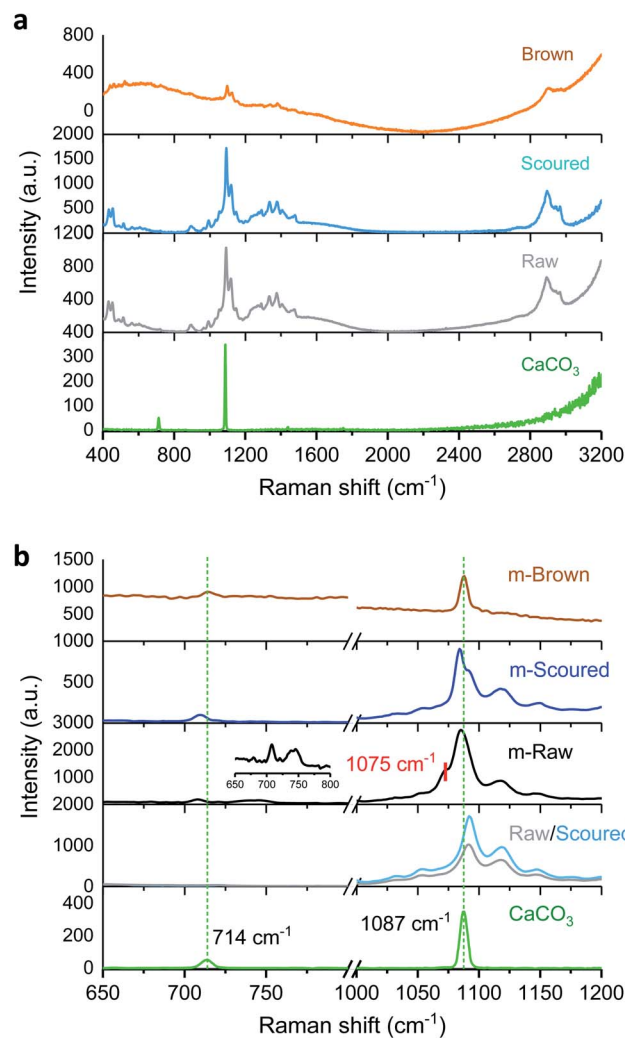 a
800
400
0
Brown
2000
1500
1000
500
Scoured
1200
800
400
Raw
400
300
200
100
0
CaCO₃
400 800 1200 1600 2000 2400 2800 3200
Raman shift (cm⁻¹)
Intensity (a.u.)
b
1500
1000
500
m-Brown
1000
500
m-Scoured
3000
2000
1000
650 700 750 800
1075 cm⁻¹
m-Raw
2000
1000
0
Raw/Scoured
400
200
0
714 cm⁻¹
1087 cm⁻¹
CaCO₃
650 700 750 1000 1050 1100 1150 1200
Raman shift (cm⁻¹)
Intensity (a.u.)